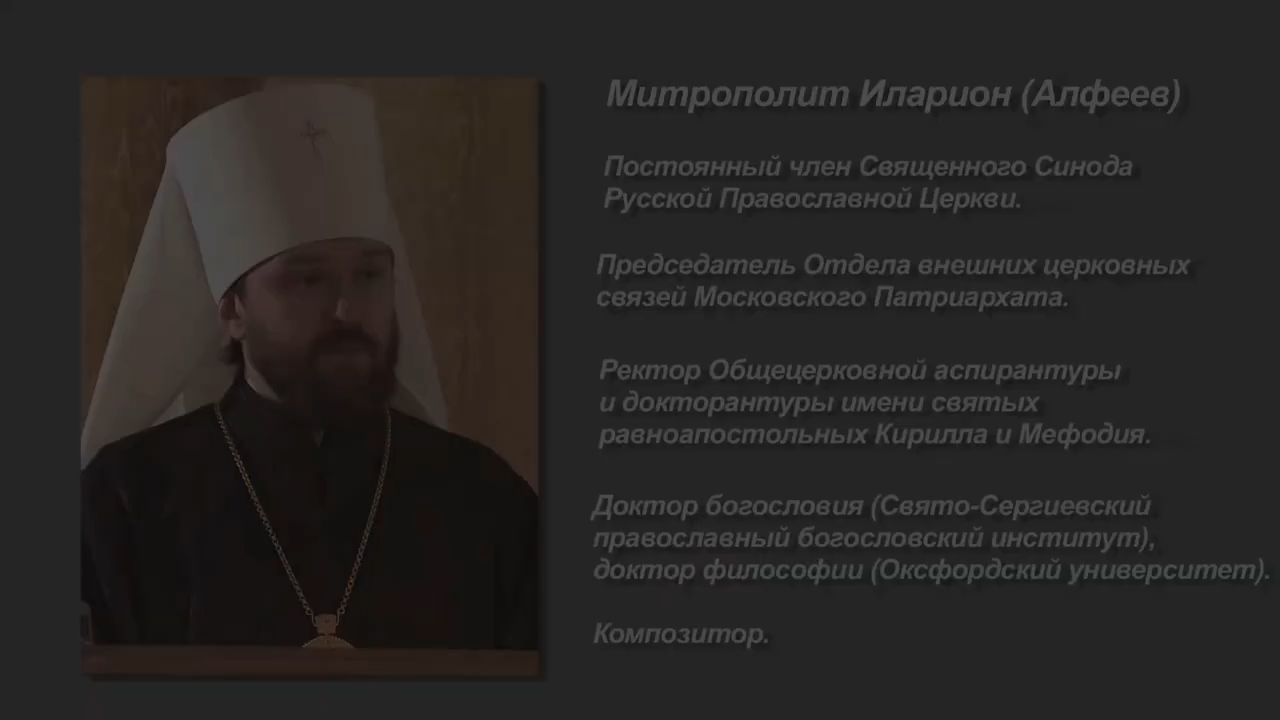 Митрополит Иларион (Алфеев)
Постоянный член Священного Синода
Русской Православной Церкви.
Председатель Отдела внешних церковных
связей Московского Патриархата.
Ректор Общецерковной аспирантуры
и докторантуры имени святых
равноапостольных Кирилла и Мефодия.
Доктор богословия (Свято-Сергиевский
православный богословский институт),
доктор философии (Оксфордский университет).
Композитор.